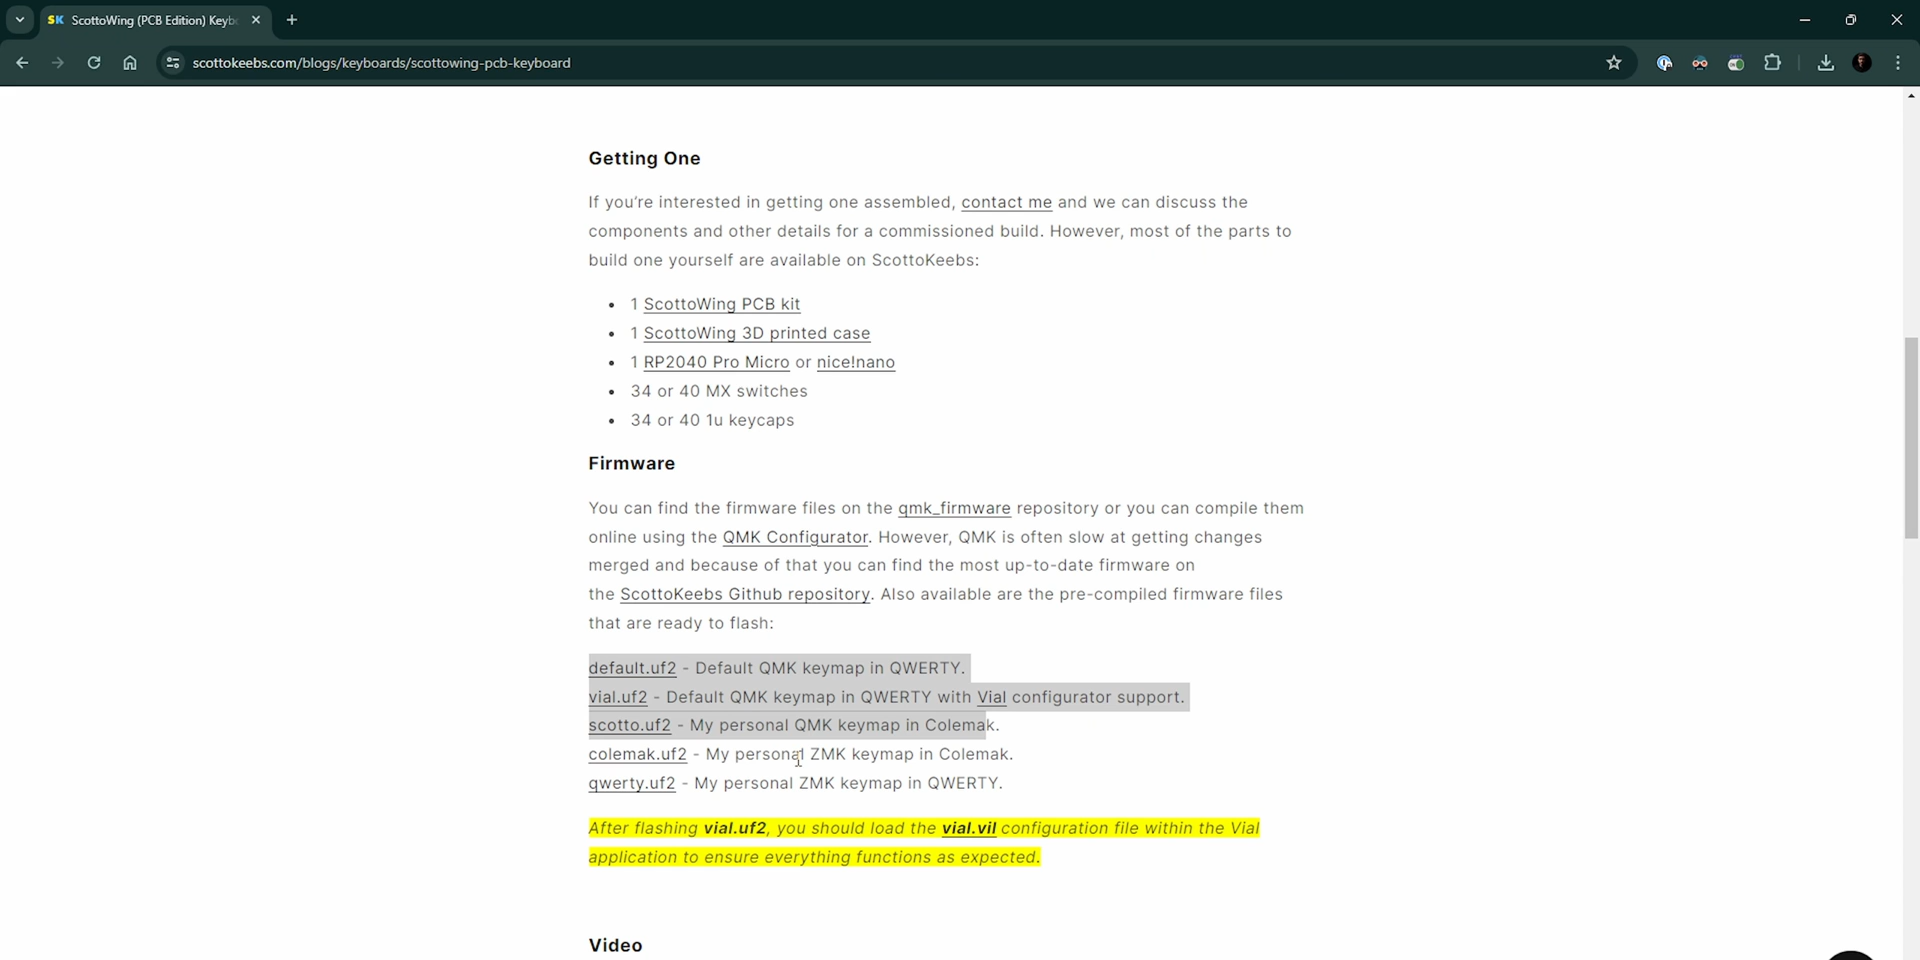 SK ScottoWing (PCB Edition) Keyb
scottokeebs.com/blogs/keyboards/scottowing-pcb-keyboard
Getting One
If you’re interested in getting one assembled, contact me and we can discuss the
components and other details for a commissioned build. However, most of the parts to
build one yourself are available on ScottoKeebs:
• 1 ScottoWing PCB kit
• 1 ScottoWing 3D printed case
• 1 RP2040 Pro Micro or nice!nano
• 34 or 40 MX switches
• 34 or 40 1u keycaps
Firmware
You can find the firmware files on the qmk_firmware repository or you can compile them
online using the QMK Configurator. However, QMK is often slow at getting changes
merged and because of that you can find the most up-to-date firmware on
the ScottoKeebs Github repository. Also available are the pre-compiled firmware files
that are ready to flash:
default.uf2 - Default QMK keymap in QWERTY.
vial.uf2 - Default QMK keymap in QWERTY with Vial configurator support.
scotto.uf2 - My personal QMK keymap in Colemak.
colemak.uf2 - My personal ZMK keymap in Colemak.
qwerty.uf2 - My personal ZMK keymap in QWERTY.
After flashing vial.uf2, you should load the vial.vil configuration file within the Vial
application to ensure everything functions as expected.
Video